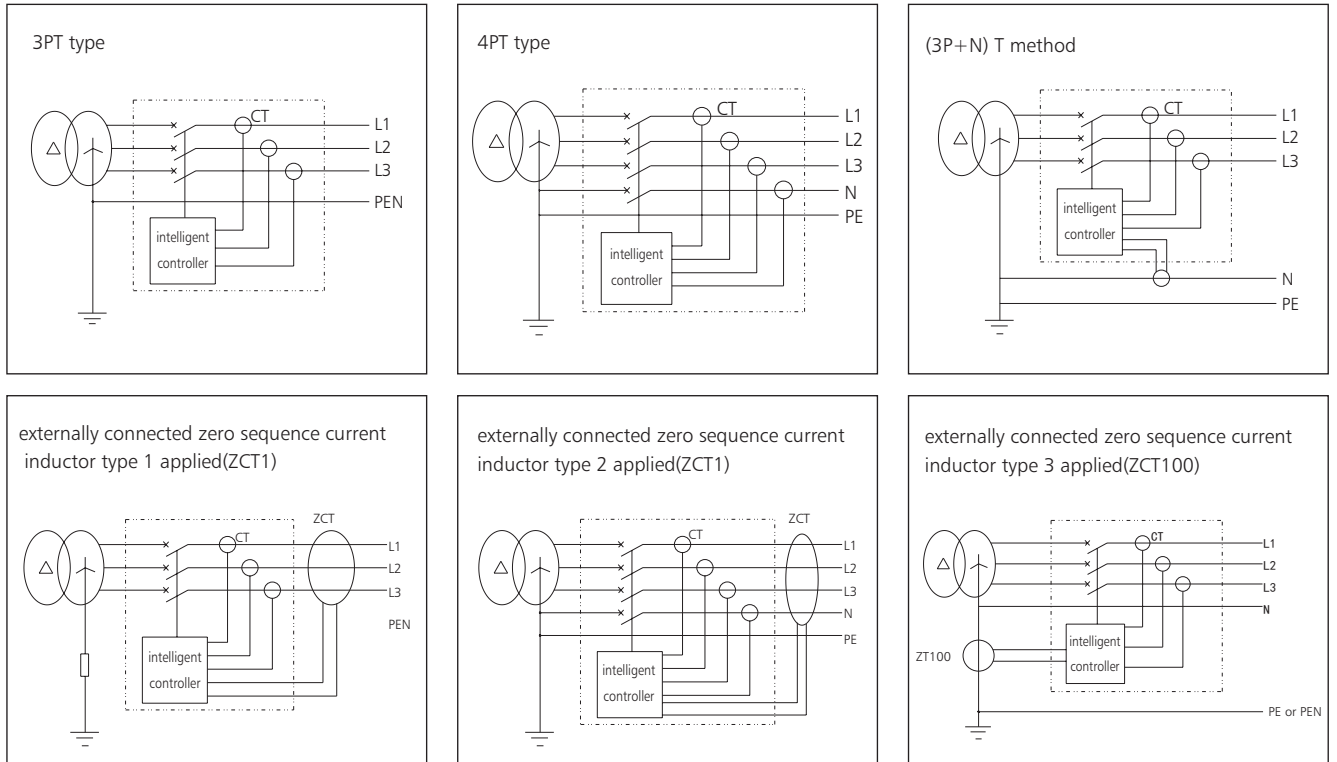 3PT type
CT
L1
L2
L3
PEN
intelligent
controller
4PT type
CT
L1
L2
L3
N
PE
intelligent
controller
(3P+N) T method
CT
L1
L2
L3
intelligent
controller
N
PE
externally connected zero sequence current
inductor type 1 applied(ZCT1)
ZCT
CT
L1
L2
L3
PEN
intelligent
controller
externally connected zero sequence current
inductor type 2 applied(ZCT1)
ZCT
CT
L1
L2
L3
N
PE
intelligent
controller
externally connected zero sequence current
inductor type 3 applied(ZCT100)
CT
L1
L2
L3
N
intelligent
ZT100
controller
PE or PEN